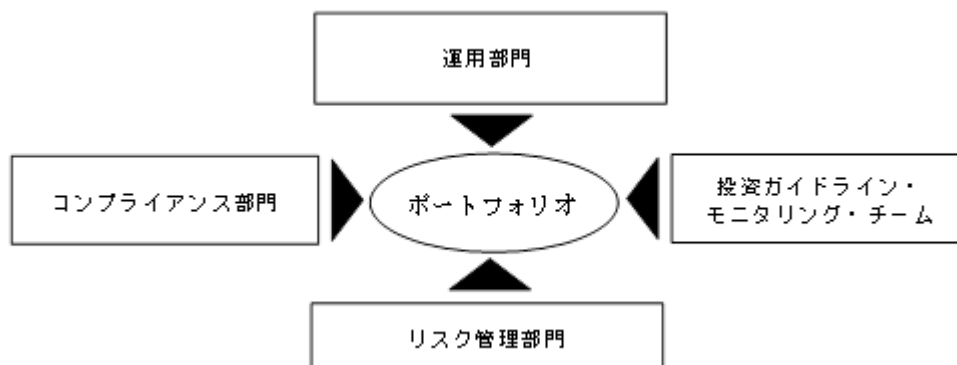 運用部門
コンプライアンス部門
ポートフォリオ
投資ガイドライン・
モニタリング・チーム
リスク管理部門